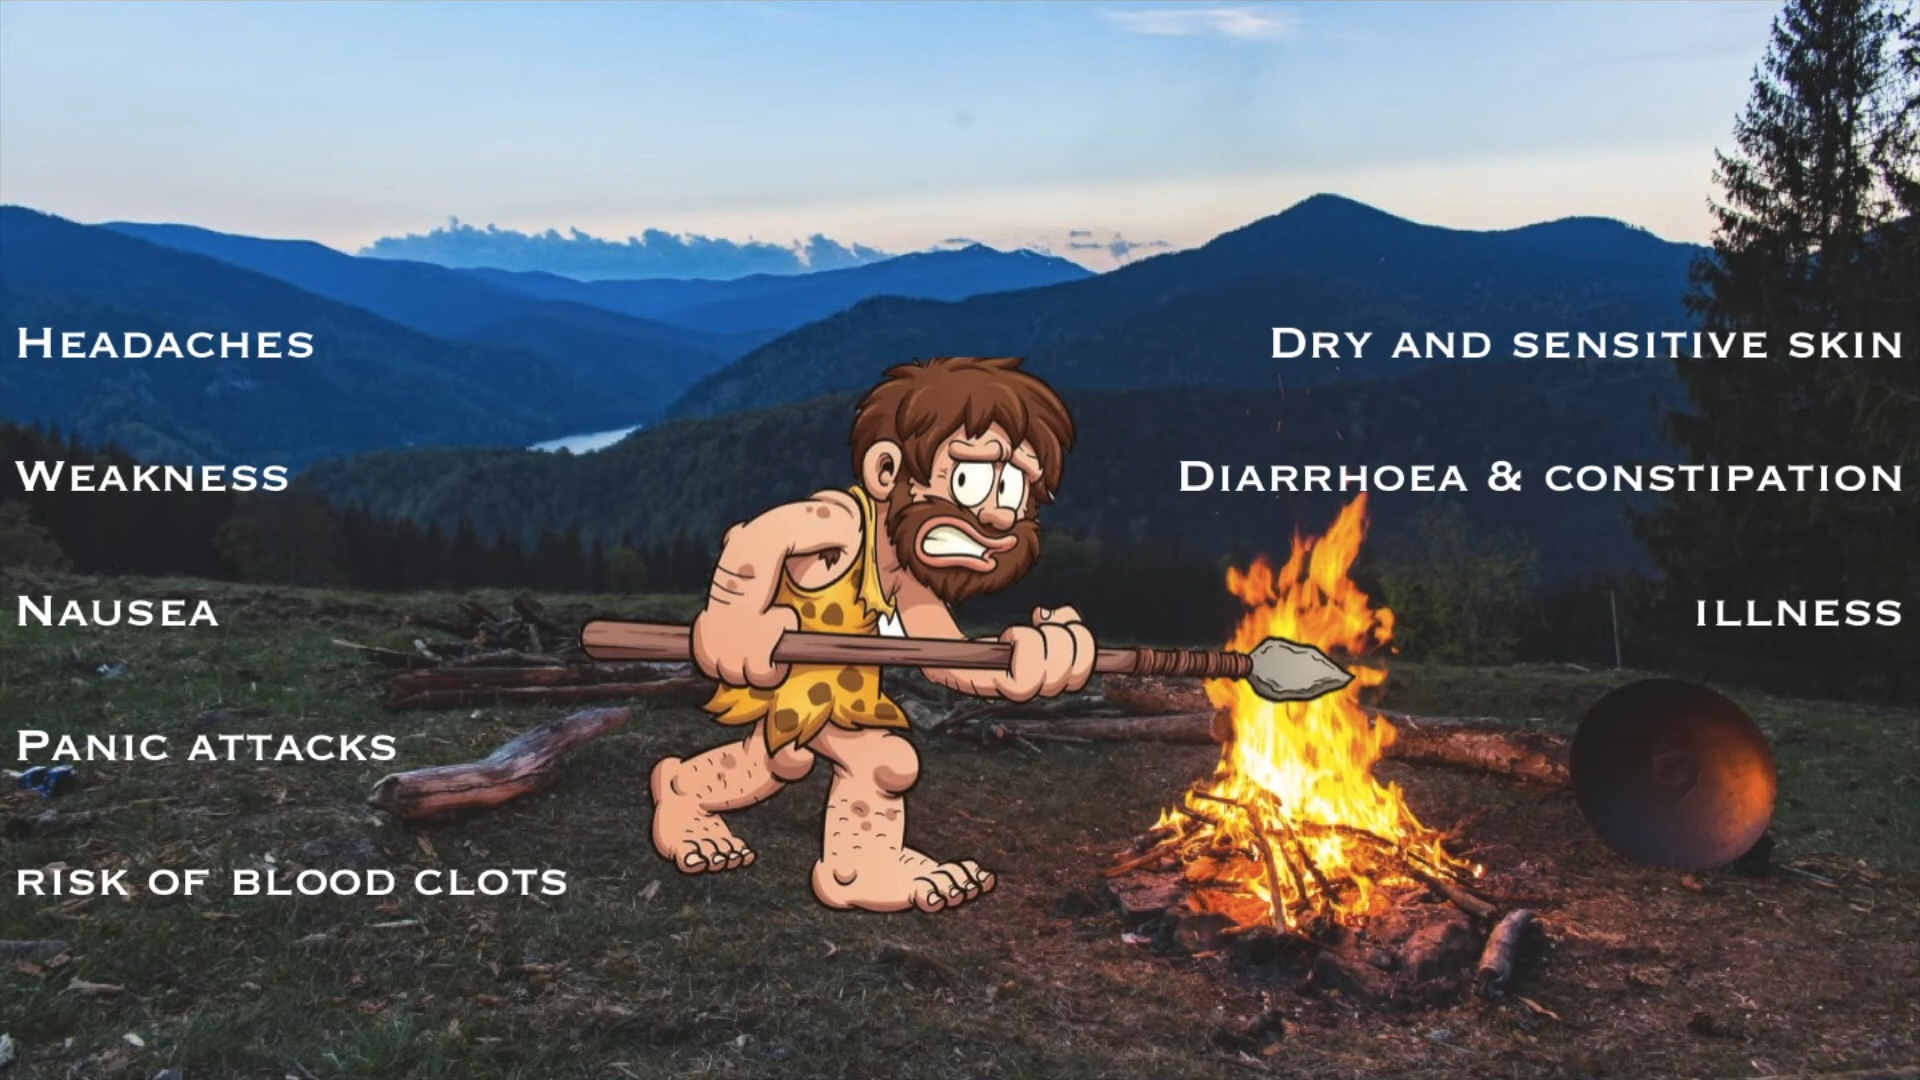 Headaches
Weakness
Nausea
Panic attacks
risk of blood clots
Dry and sensitive skin
Diarrhoea & constipation
illness